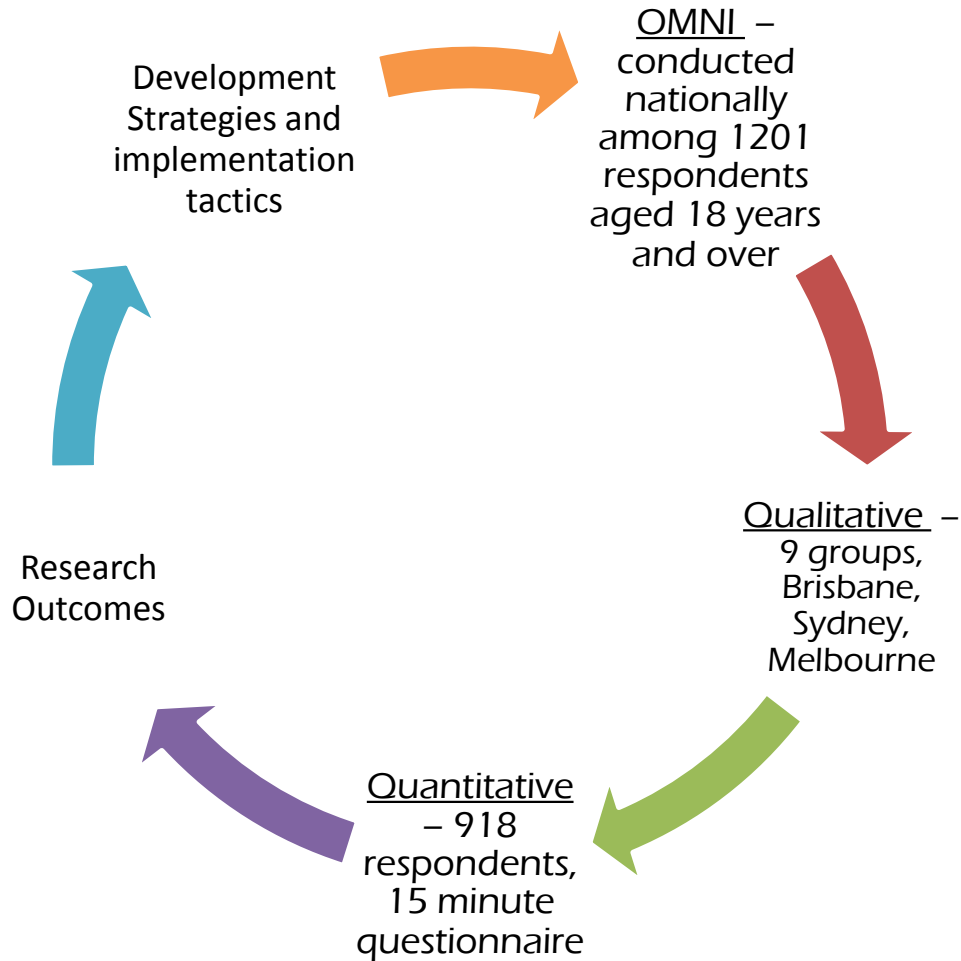 OMNI –
conducted
nationally
among 1201
respondents
aged 18 years
and over
Qualitative –
9 groups,
Brisbane,
Sydney,
Melbourne
Quantitative
– 918
respondents,
15 minute
questionnaire
Research
Outcomes
Development
Strategies and
implementation
tactics